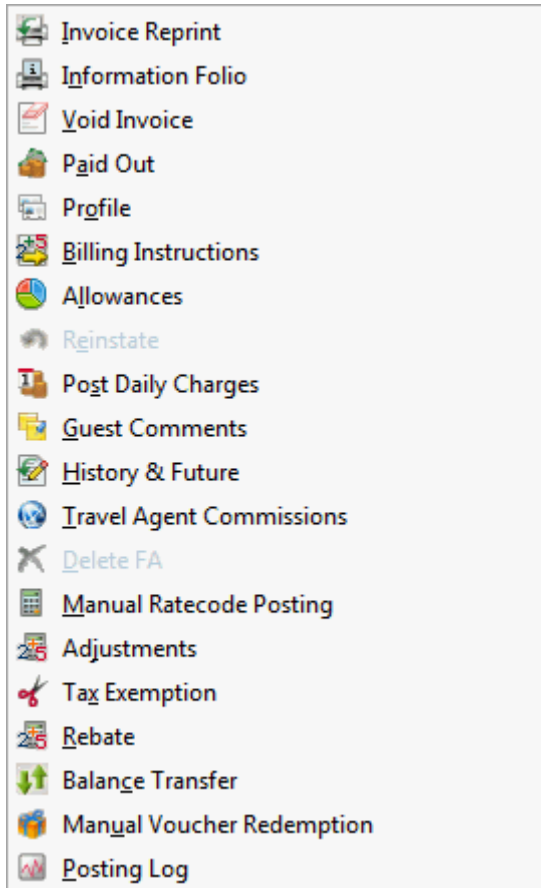 Invoice Reprint
Information Folio
Void Invoice
Paid Out
Profile
Billing Instructions
Allowances
Reinstate
Post Daily Charges
Guest Comments
History & Future
Travel Agent Commissions
Delete FA
Manual Ratecode Posting
Adjustments
Tax Exemption
Rebate
Balance Transfer
Manual Voucher Redemption
Posting Log